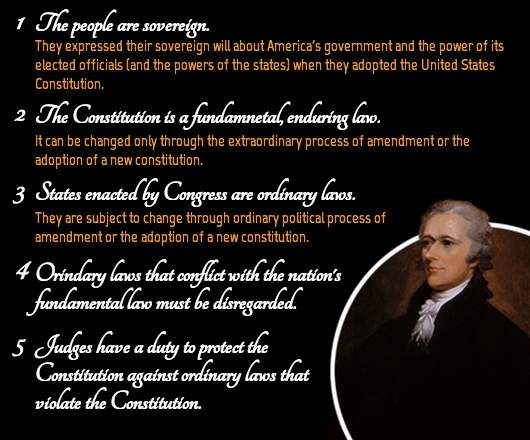 1 The people are sovereign.
They expressed their sovereign will about America's government and the power of its
elected officials (and the powers of the states) when they adopted the United States
Constitution.
2 The Constitution is a fundamnetal, enduring law.
It can be changed only through the extraordinary process of amendment or the
adoption of a new constitution.
3 States enacted by Congress are ordinary laws.
They are subject to change through ordinary political process of
amendment or the adoption of a new constitution.
4 Orindary laws that conflict with the nation's
fundamental law must be disregarded.
5 Judges have a duty to protect the
Constitution against ordinary laws that
violate the Constitution.